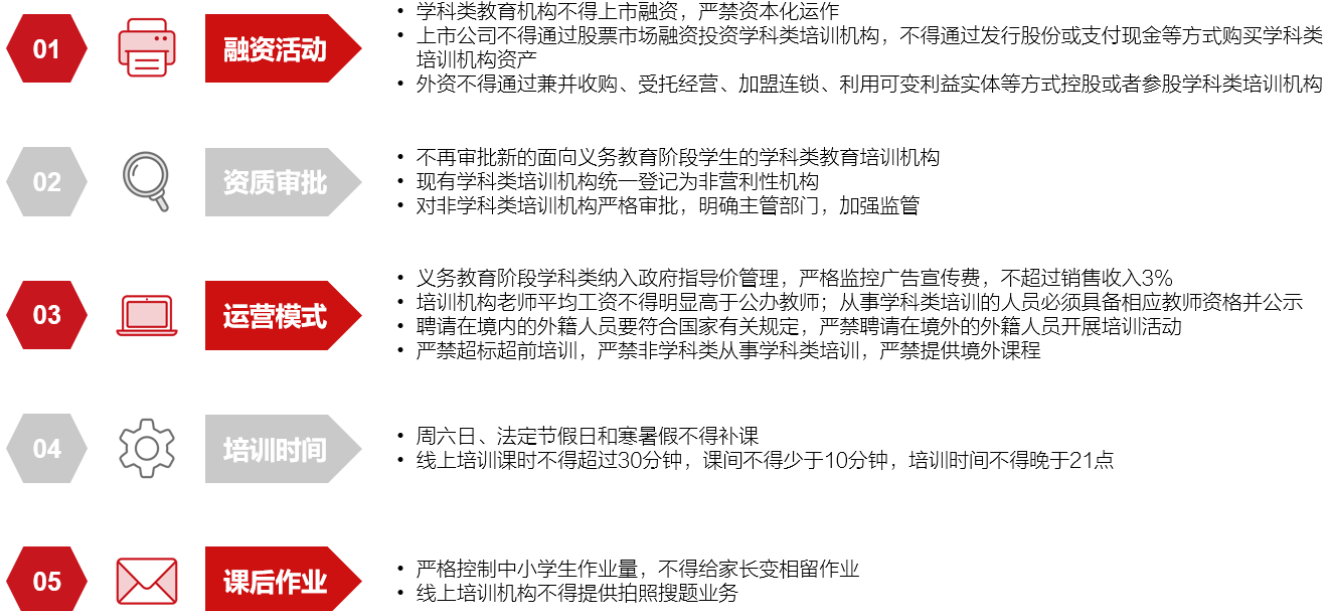 01
融资活动
• 学科类教育机构不得上市融资，严禁资本化运作
• 上市公司不得通过股票市场融资投资学科类培训机构，不得通过发行股份或支付现金等方式购买学科类
培训机构资产
• 外资不得通过兼并收购、受托经营、加盟连锁、利用可变利益实体等方式控股或者参股学科类培训机构
02
资质审批
• 不再审批新的面向义务教育阶段学生的学科类教育培训机构
• 现有学科类培训机构统一登记为非营利性机构
• 对非学科类培训机构严格审批，明确主管部门，加强监管
03
运营模式
• 义务教育阶段学科类纳入政府指导价管理，严格监控广告宣传费，不超过销售收入3%
• 培训机构老师平均工资不得明显高于公办教师；从事学科类培训的人员必须具备相应教师资格并公示
• 聘请在境内的外籍人员要符合国家有关规定，严禁聘请在境外的外籍人员开展培训活动
• 严禁超标超前培训，严禁非学科类从事学科类培训，严禁提供境外课程
04
培训时间
• 周六日、法定节假日和寒暑假不得补课
• 线上培训课时不得超过30分钟，课间不得少于10分钟，培训时间不得晚于21点
05
课后作业
• 严格控制中小学生作业量，不得给家长变相留作业
• 线上培训机构不得提供拍照搜题业务